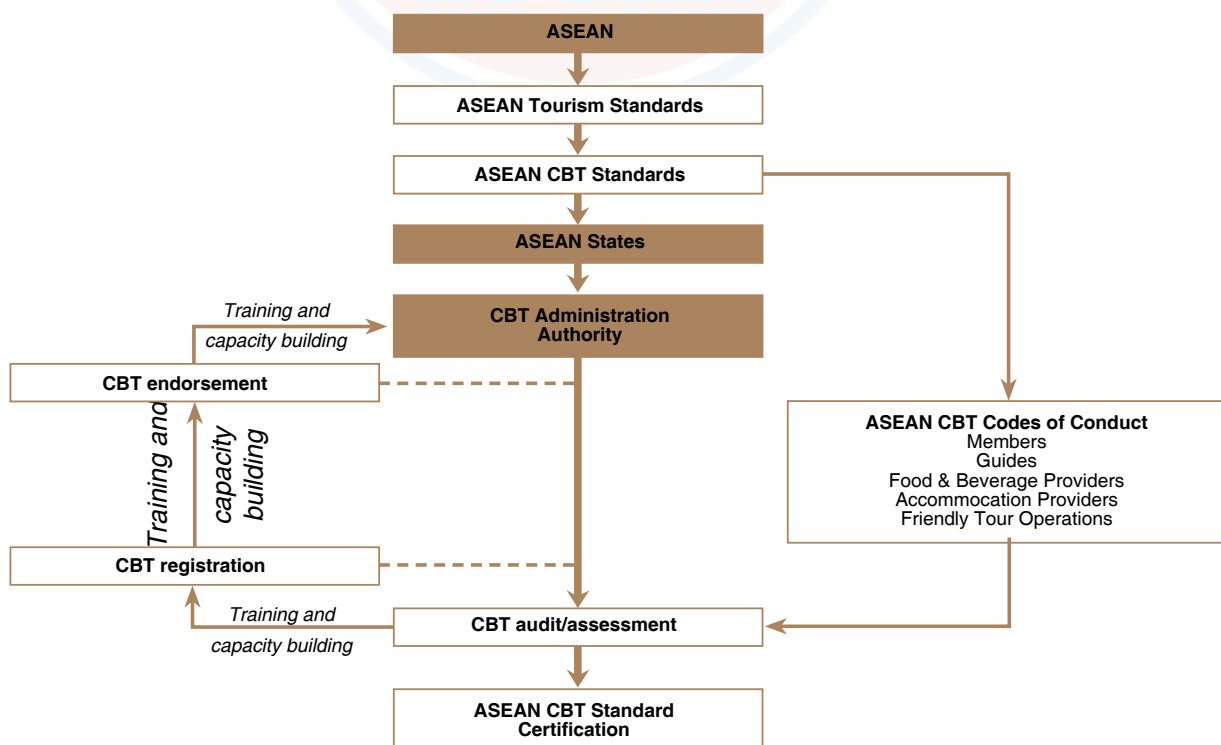 ASEAN
ASEAN Tourism Standards
ASEAN CBT Standards
ASEAN States
CBT Administration
Authority
Training and
capacity building
CBT endorsement
Training and
capacity
building
CBT registration
Training and
capacity building
ASEAN CBT Codes of Conduct
Members
Guides
Food & Beverage Providers
Accommocation Providers
Friendly Tour Operations
CBT audit/assessment
ASEAN CBT Standard
Certification